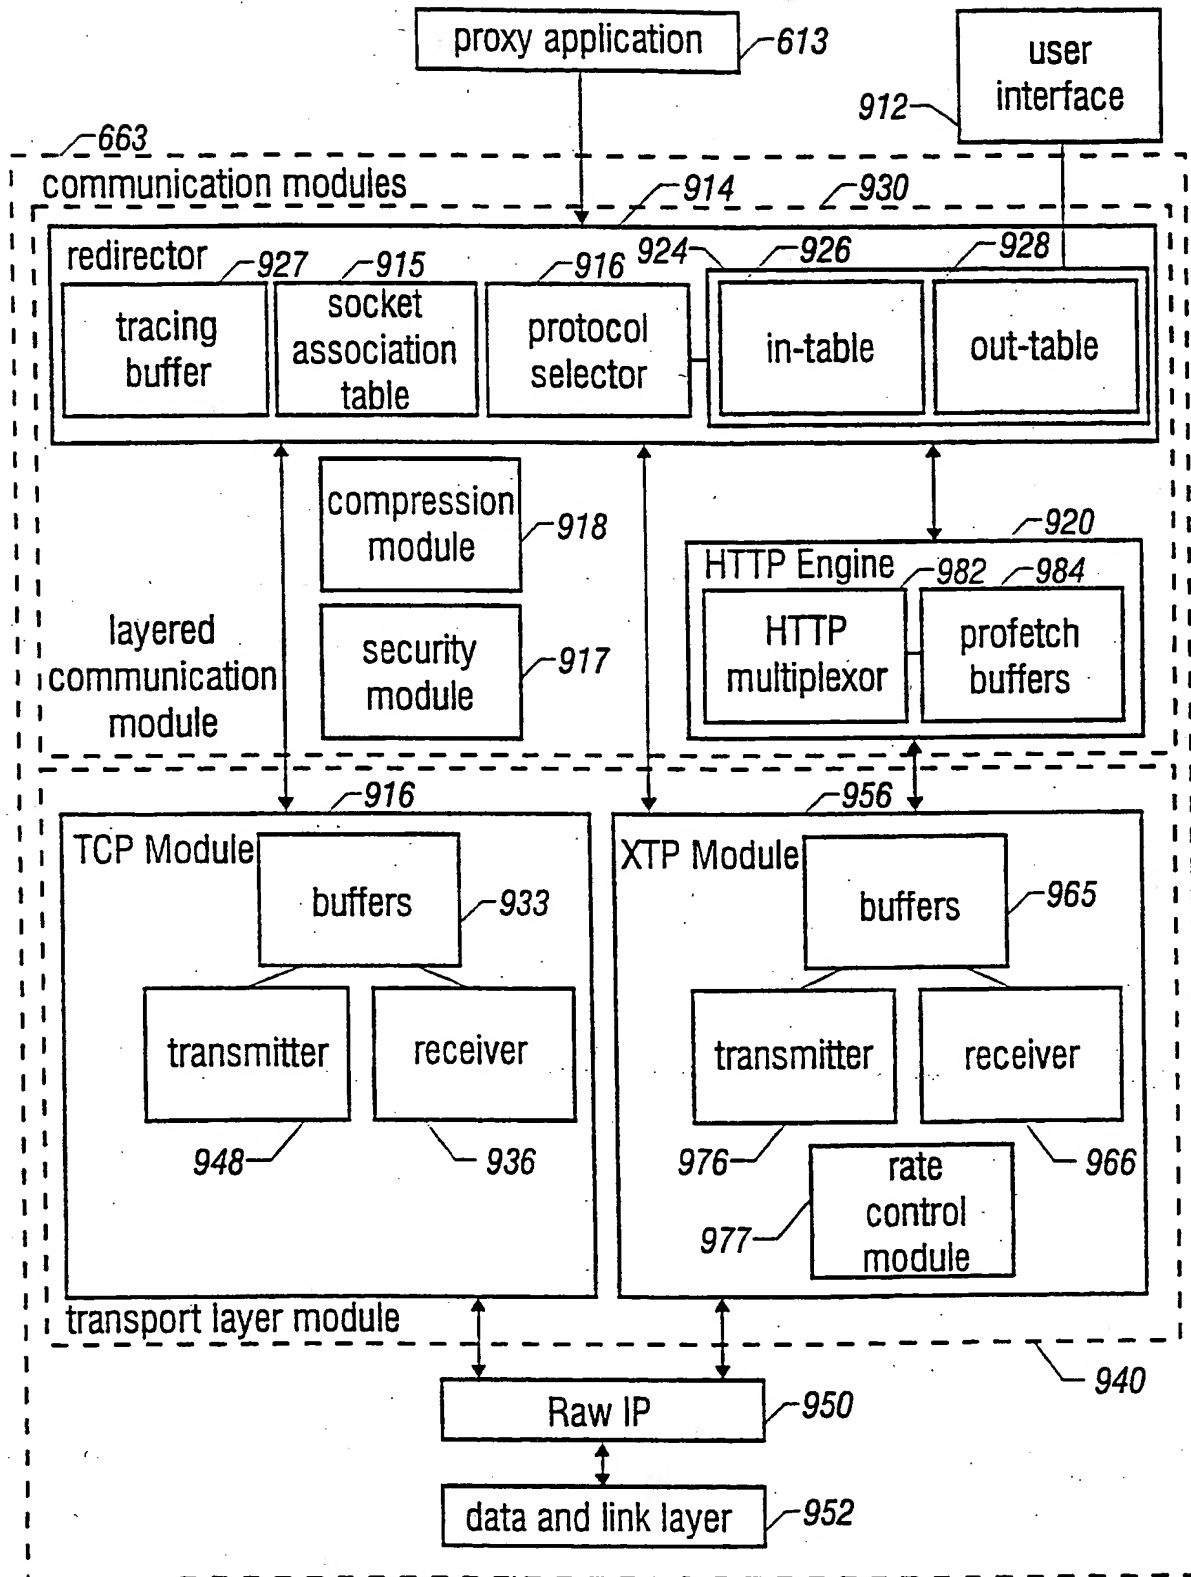 proxy application
613
user
interface
912
663
communication modules
914
930
redirector
927
915
916
924
926
928
tracing
buffer
socket
association
table
protocol
selector
in-table
out-table
compression
module
918
920
HTTP Engine
982
984
HTTP
multiplexor
profetch
buffers
security
module
917
layered
communication
module
916
956
TCP Module
buffers
933
transmitter
receiver
948
936
XTP Module
buffers
965
transmitter
receiver
976
966
rate
control
module
977
transport layer module
940
Raw IP
950
data and link layer
952